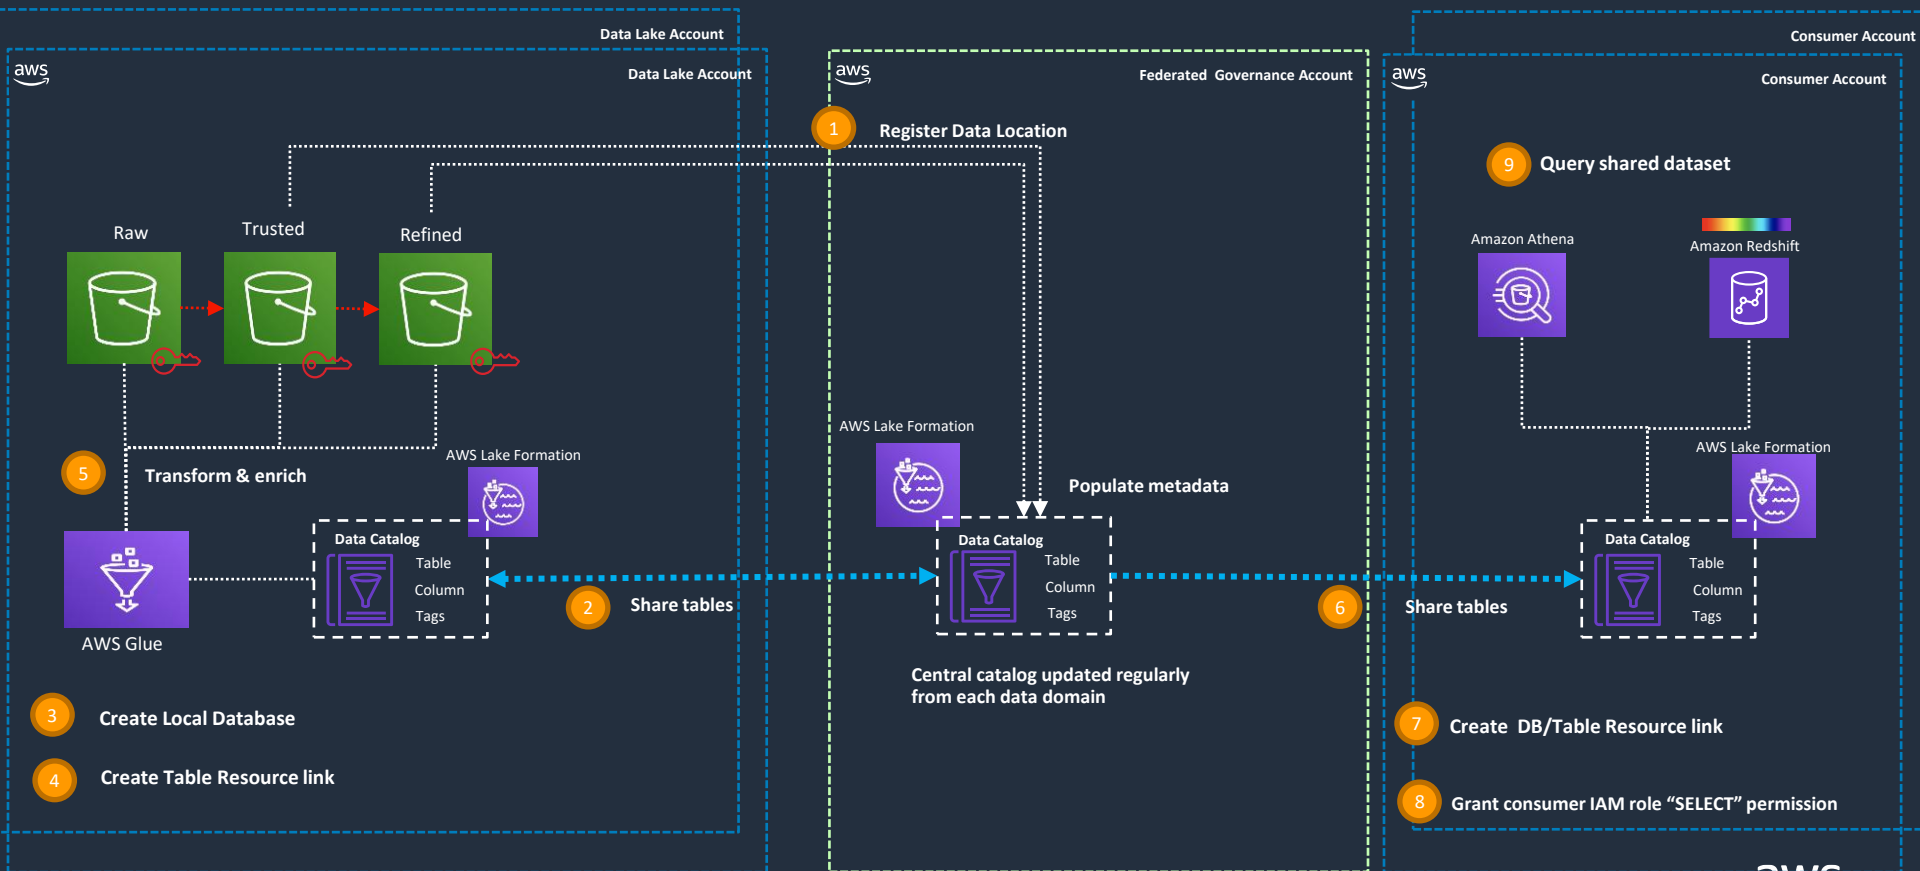 Data Lake Account
Consumer Account
aws
Data Lake Account
aws
Federated Governance Account
aws
Consumer Account
1
Register Data Location
9
Query shared dataset
Raw
Trusted
Refined
Amazon Athena
Amazon Redshift
AWS Lake Formation
5
Transform & enrich
AWS Lake Formation
AWS Lake Formation
Populate metadata
Data Catalog
Table
Column
Tags
AWS Glue
2
Share tables
Data Catalog
Table
Column
Tags
6
Share tables
Data Catalog
Table
Column
Tags
Central catalog updated regularly
from each data domain
3
Create Local Database
4
Create Table Resource link
7
Create DB/Table Resource link
8
Grant consumer IAM role “SELECT” permission
aws